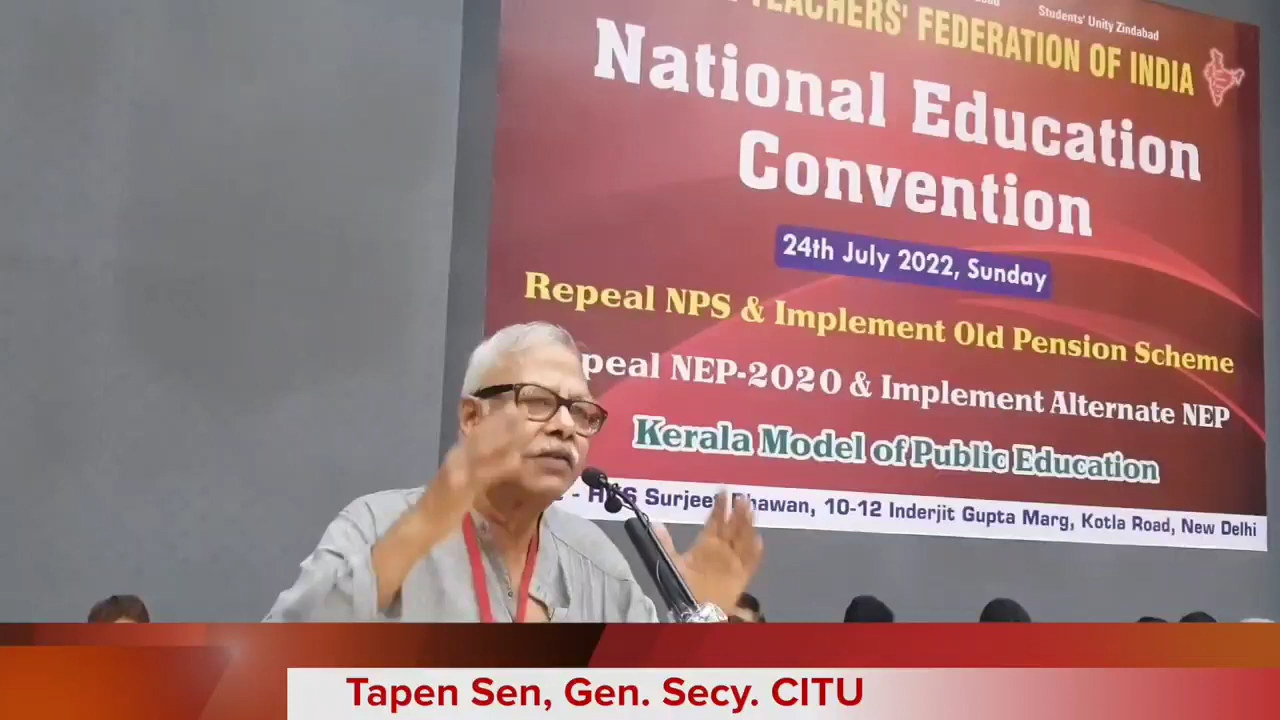 Students' Unity Zindabad
TEACHERS' FEDERATION OF INDIA
National Education
Convention
24th July 2022, Sunday
Repeal NPS & Implement Old Pension Scheme
NEP-2020 & Implement Alternate NEP
Kerala Model of Public Education
Surjeet Bhawan, 10-12 Inderjit Gupta Marg, Kotla Road, New Delhi
Tapen Sen, Gen. Secy. CITU